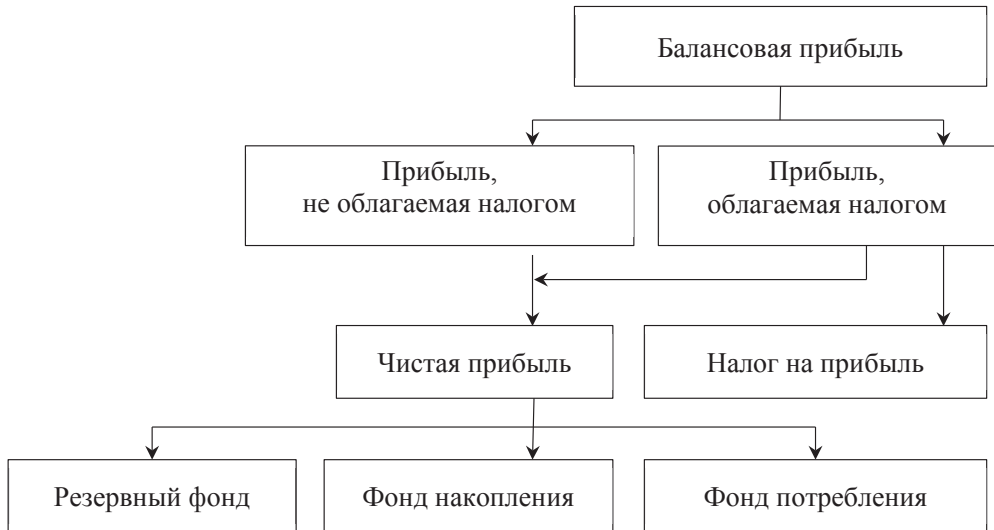 Балансовая прибыль
Прибыль,
не облагаемая налогом
Прибыль,
облагаемая налогом
Чистая прибыль
Налог на прибыль
Резервный фонд
Фонд накопления
Фонд потребления